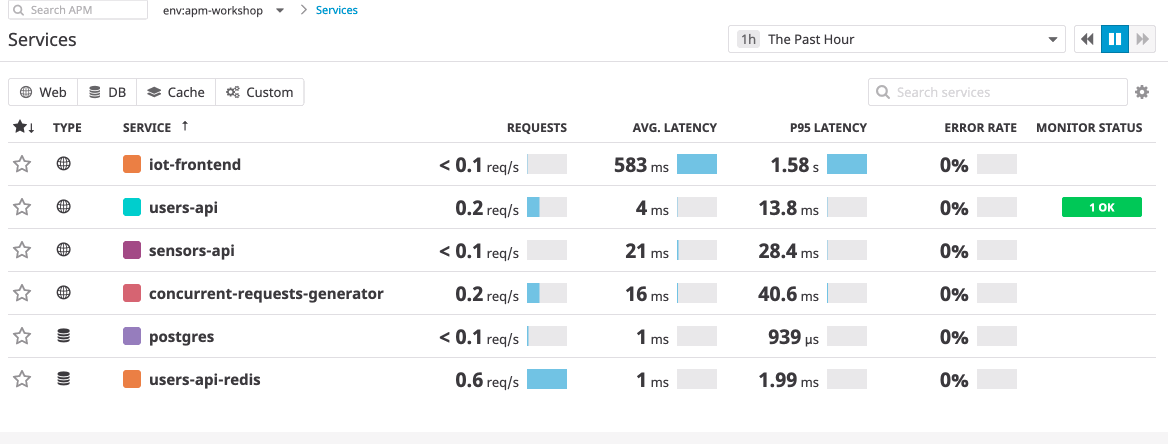 Search APM env:apm-workshop Services
Services
1h The Past Hour
Web DB Cache Custom
Search services
TYPE SERVICE REQUESTS AVG. LATENCY P95 LATENCY ERROR RATE MONITOR STATUS
iot-frontend < 0.1 req/s 583 ms 1.58 s 0%
users-api 0.2 req/s 4 ms 13.8 ms 0% 1 OK
sensors-api < 0.1 req/s 21 ms 28.4 ms 0%
concurrent-requests-generator 0.2 req/s 16 ms 40.6 ms 0%
postgres < 0.1 req/s 1 ms 939 µs 0%
users-api-redis 0.6 req/s 1 ms 1.99 ms 0%